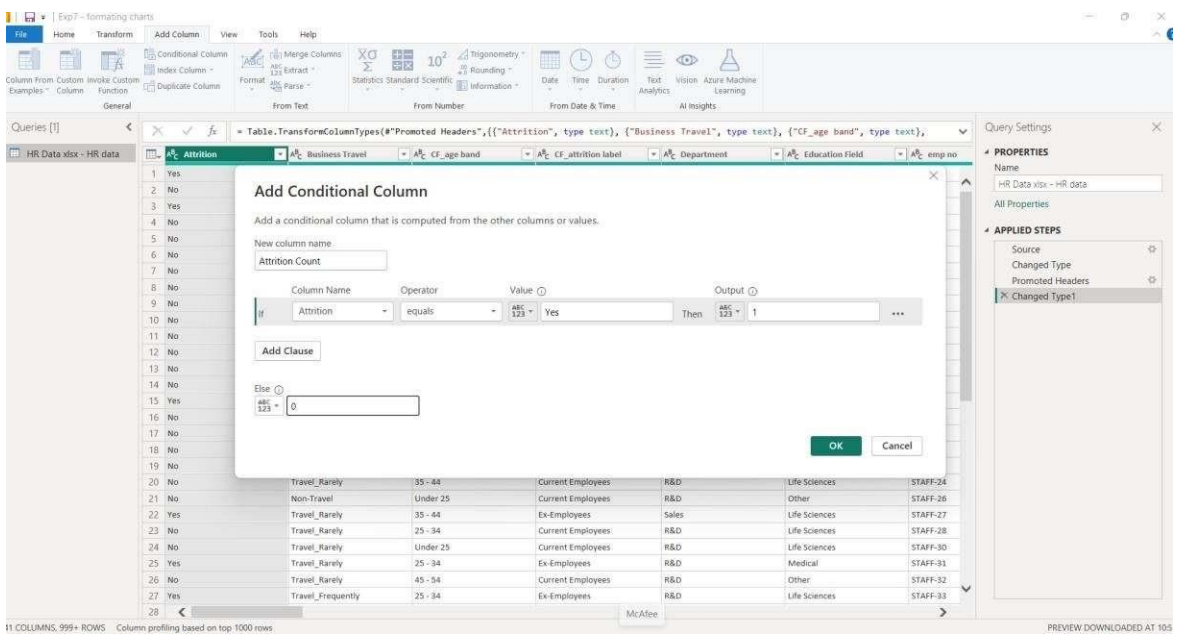 Exp7 - formating charts
File Home Transform Add Column View Tools Help
Column From Examples Custom Column Invoke Custom Function
Conditional Column
Index Column
Duplicate Column
General
Format
Merge Columns
Extract
Parse
From Text
Statistics Standard Scientific
Trigonometry
Rounding
Information
From Number
Date Time Duration
From Date & Time
Text Analytics Vision Azure Machine Learning
AI Insights
Queries [1]
HR Data xlsx - HR data
= Table.TransformColumnTypes(#"Promoted Headers",{{"Attrition", type text}, {"Business Travel", type text}, {"CF_age band", type text},
Attrition Business Travel CF_age band CF_attrition label Department Education Field emp no
1 Yes
2 No
3 Yes
4 No
5 No
6 No
7 No
8 No
9 No
10 No
11 No
12 No
13 No
14 No
15 Yes
16 No
17 No
18 No
19 No
Add Conditional Column
Add a conditional column that is computed from the other columns or values.
New column name
Attrition Count
Column Name Operator Value Output
If Attrition equals ABC 123 Yes Then ABC 123 1 ...
Add Clause
Else
ABC 123 0
OK Cancel
20 No Travel_Rarely 35 - 44 Current Employees R&D Life Sciences STAFF-24
21 No Non-Travel Under 25 Current Employees R&D Other STAFF-26
22 Yes Travel_Rarely 35 - 44 Ex-Employees Sales Life Sciences STAFF-27
23 No Travel_Rarely 25 - 34 Current Employees R&D Life Sciences STAFF-28
24 No Travel_Rarely Under 25 Current Employees R&D Life Sciences STAFF-30
25 Yes Travel_Rarely 25 - 34 Ex-Employees R&D Medical STAFF-31
26 No Travel_Rarely 45 - 54 Current Employees R&D Other STAFF-32
27 Yes Travel_Frequently 25 - 34 Ex-Employees R&D Life Sciences STAFF-33
28
McAfee
Query Settings
PROPERTIES
Name
HR Data xlsx - HR data
All Properties
APPLIED STEPS
Source
Changed Type
Promoted Headers
Changed Type1
41 COLUMNS, 999+ ROWS Column profiling based on top 1000 rows
PREVIEW DOWNLOADED AT 10:5